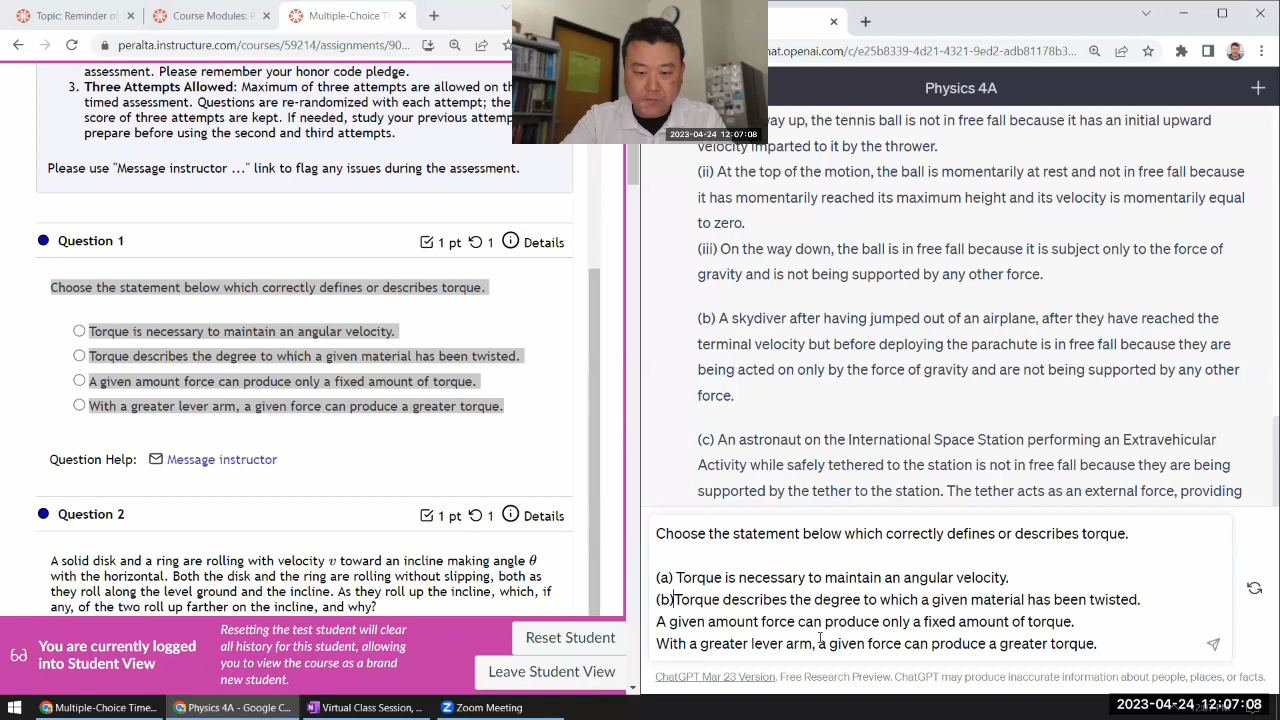 Topic: Reminder o
Course Modules: P
Multiple-Choice Ti
peralta.instructure.com/courses/59214/assignments/90...
hat.openai.com/c/e25b8339-4d21-4321-9ed2-adb81178b3...
Physics 4A
assessment. Please remember your honor code pledge.
3. Three Attempts Allowed: Maximum of three attempts are allowed on the
timed assessment. Questions are re-randomized with each attempt; the
score of three attempts are kept. If needed, study your previous attemp
prepare before using the second and third attempts.
Please use "Message instructor ..." link to flag any issues during the assessment.
Question 1
1 pt 1 Details
Choose the statement below which correctly defines or describes torque.
Torque is necessary to maintain an angular velocity.
Torque describes the degree to which a given material has been twisted.
A given amount force can produce only a fixed amount of torque.
With a greater lever arm, a given force can produce a greater torque.
Question Help: Message instructor
Question 2
1 pt 1 Details
A solid disk and a ring are rolling with velocity v toward an incline making angle θ
with the horizontal. Both the disk and the ring are rolling without slipping, both as
they roll along the level ground and the incline. As they roll up the incline, which, if
any, of the two roll up farther on the incline, and why?
You are currently logged
into Student View
Resetting the test student will clear
all history for this student, allowing
you to view the course as a brand
new student.
Reset Student
Leave Student View
2023-04-24 12:07:08
way up, the tennis ball is not in free fall because it has an initial upward
velocity imparted to it by the thrower.
(ii) At the top of the motion, the ball is momentarily at rest and not in free fall because
it has momentarily reached its maximum height and its velocity is momentarily equal
to zero.
(iii) On the way down, the ball is in free fall because it is subject only to the force of
gravity and is not being supported by any other force.
(b) A skydiver after having jumped out of an airplane, after they have reached the
terminal velocity but before deploying the parachute is in free fall because they are
being acted on only by the force of gravity and are not being supported by any other
force.
(c) An astronaut on the International Space Station performing an Extravehicular
Activity while safely tethered to the station is not in free fall because they are being
supported by the tether to the station. The tether acts as an external force, providing
Choose the statement below which correctly defines or describes torque.
(a) Torque is necessary to maintain an angular velocity.
(b)Torque describes the degree to which a given material has been twisted.
A given amount force can produce only a fixed amount of torque.
With a greater lever arm, a given force can produce a greater torque.
ChatGPT Mar 23 Version. Free Research Preview. ChatGPT may produce inaccurate information about people, places, or facts.
Multiple-Choice Time...
Physics 4A - Google C...
Virtual Class Session, ...
Zoom Meeting
2023-04-24 12:07:08